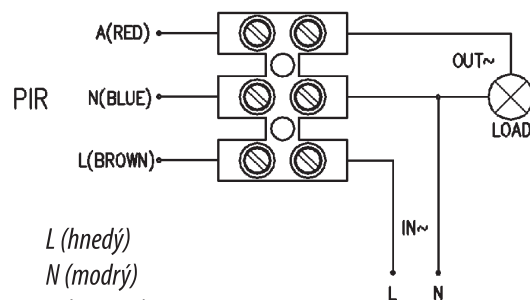 A(RED)
OUT~
PIR
N(BLUE)
LOAD
L(BROWN)
IN~
L (hnedý)
N (modrý)
L N